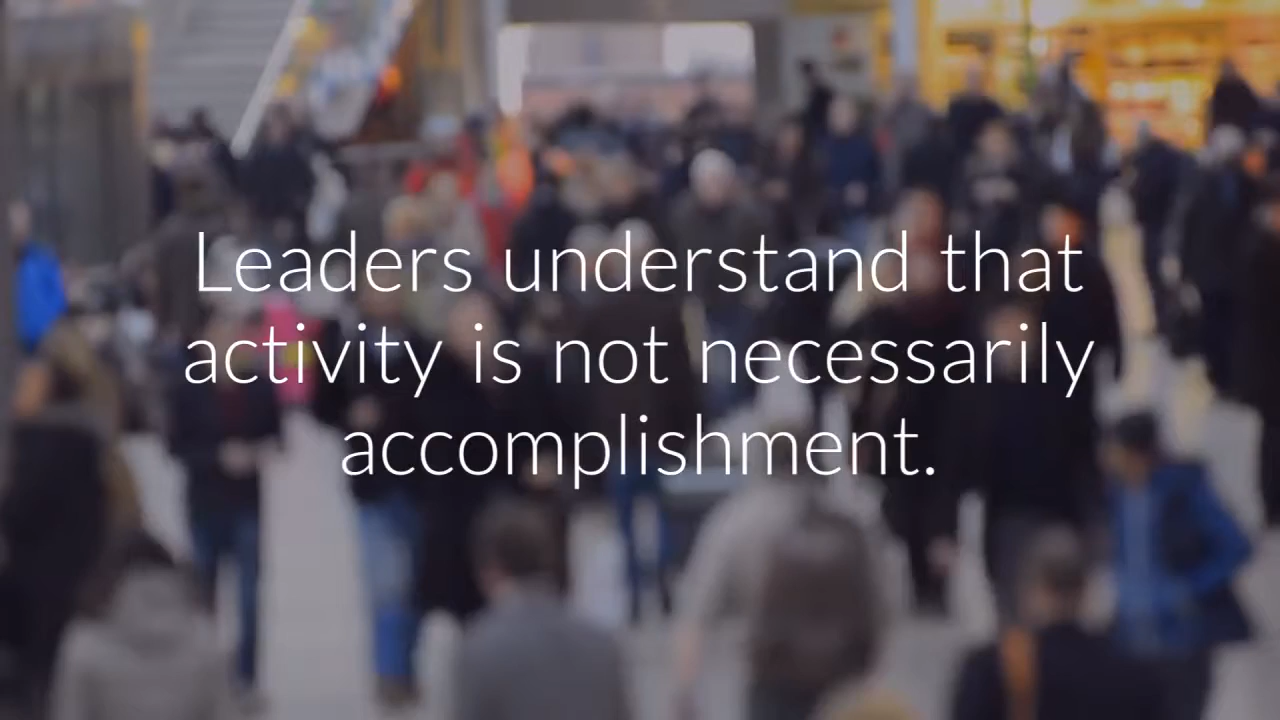 Leaders understand that
activity is not necessarily
accomplishment.